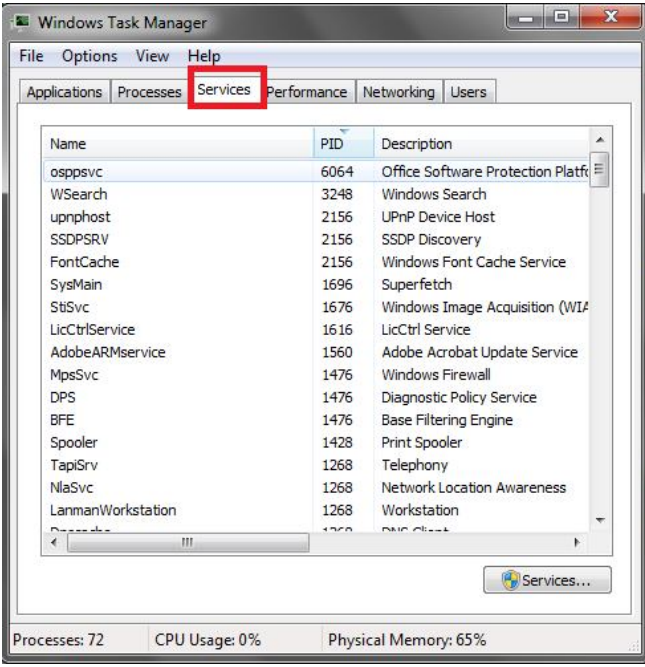 Windows Task Manager
File Options View Help
Applications Processes Services Performance Networking Users
Name PID Description
osppsvc 6064 Office Software Protection Platfo
WSearch 3248 Windows Search
upnphost 2156 UPnP Device Host
SSDPSRV 2156 SSDP Discovery
FontCache 2156 Windows Font Cache Service
SysMain 1696 Superfetch
StiSvc 1676 Windows Image Acquisition (WIA
LicCtrlService 1616 LicCtrl Service
AdobeARMservice 1560 Adobe Acrobat Update Service
MpsSvc 1476 Windows Firewall
DPS 1476 Diagnostic Policy Service
BFE 1476 Base Filtering Engine
Spooler 1428 Print Spooler
TapiSrv 1268 Telephony
NlaSvc 1268 Network Location Awareness
LanmanWorkstation 1268 Workstation
Services...
Processes: 72 CPU Usage: 0% Physical Memory: 65%